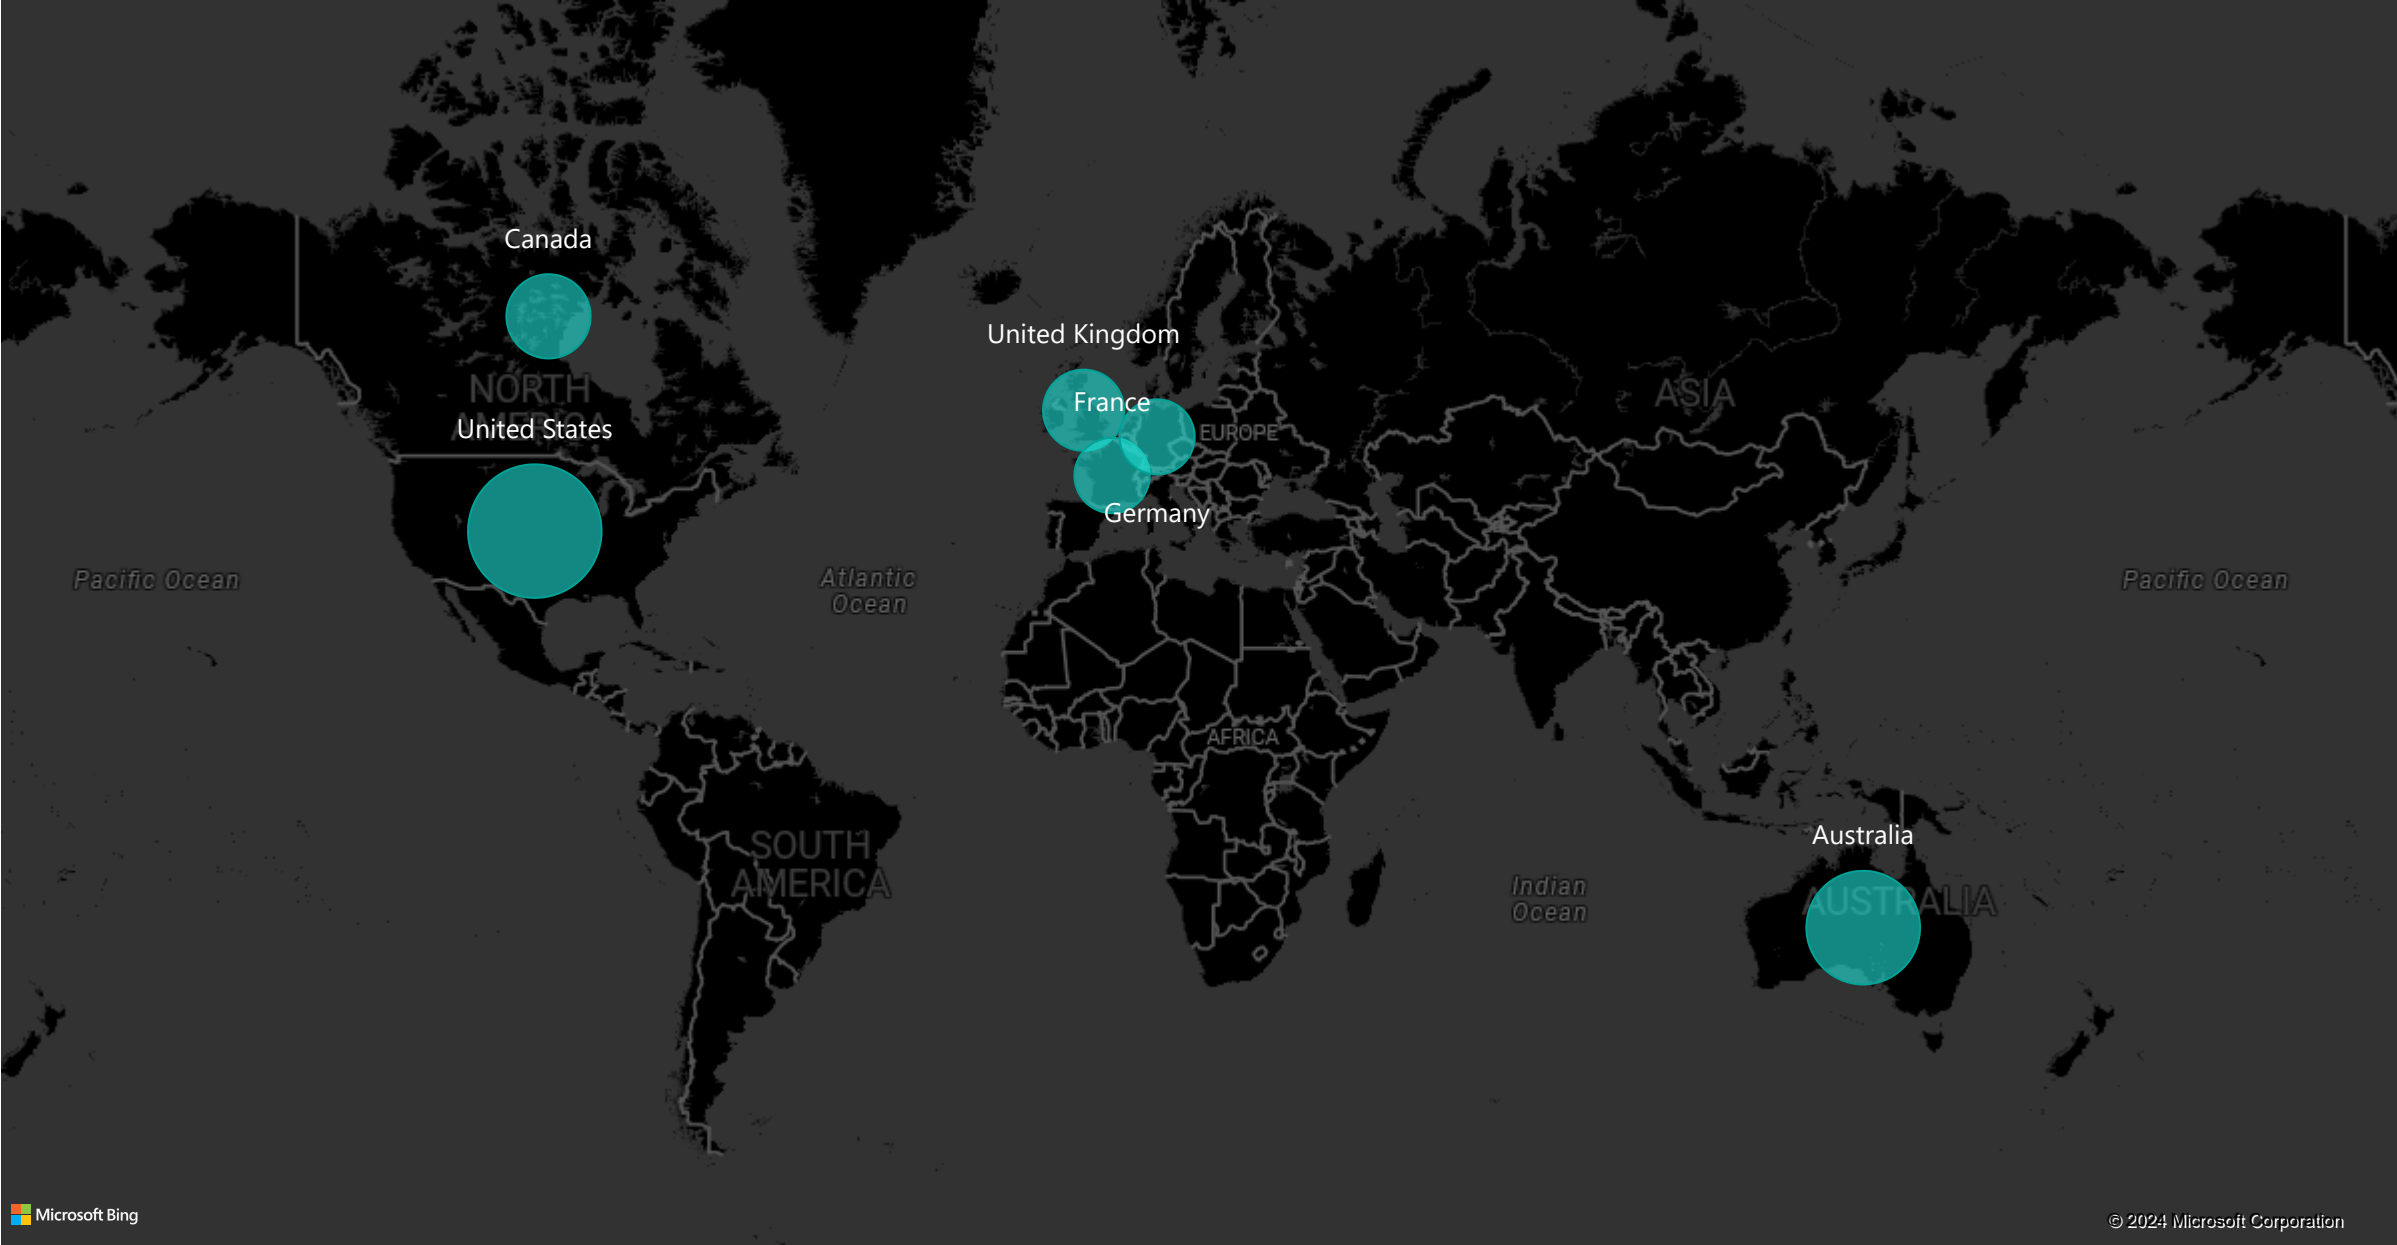 Canada
United Kingdom
NORTH
AMERICA
ASIA
France
United States
EUROPE
Germany
Pacific Ocean
Atlantic
Ocean
Pacific Ocean
AFRICA
SOUTH
AMERICA
Australia
Indian
Ocean
AUSTRALIA
Microsoft Bing
© 2024 Microsoft Corporation